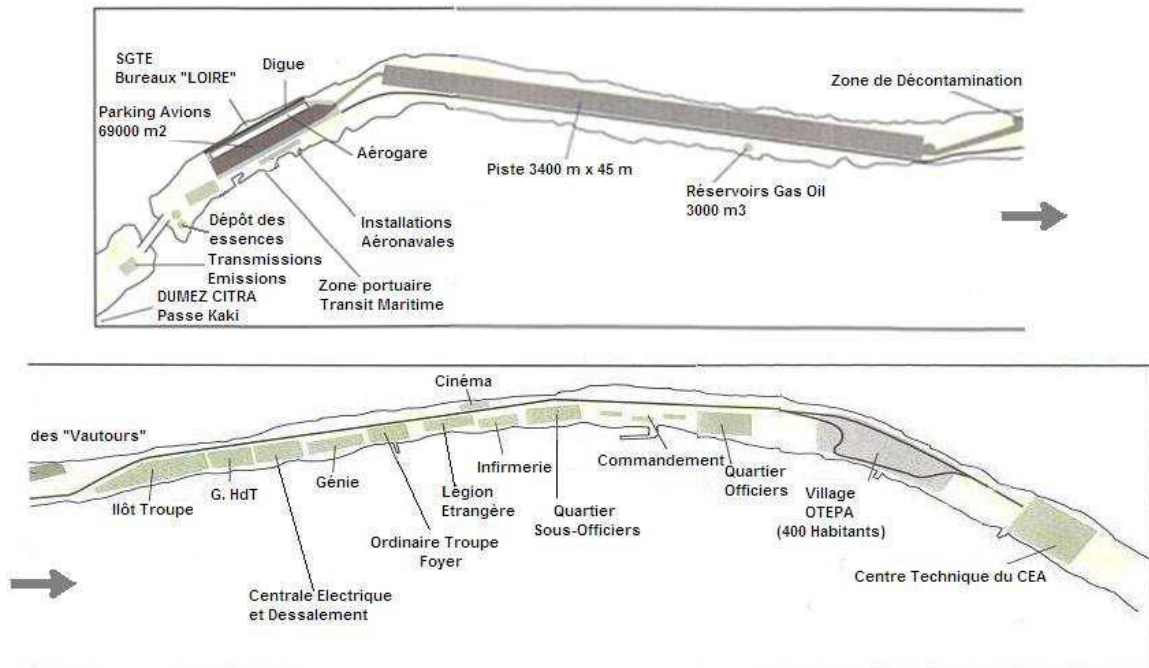 SGTE
Bureaux "LOIRE"
Digue
Zone de Décontamination
Parking Avions
69000 m2
Aérogare
Piste 3400 m x 45 m
Réservoirs Gas Oil
3000 m3
Dépôt des
essences
Installations
Aéronavales
Transmissions
Emissions
Zone portuaire
Transit Maritime
DUMEZ CITRA
Passe Kaki
Cinéma
des "Vautours"
Commandement
Infirmerie
Génie
Quartier
Officiers
G. HdT
Ilôt Troupe
Légion
Etrangère
Quartier
Sous-Officiers
Village
OTEPA
(400 Habitants)
Ordinaire Troupe
Foyer
Centre Technique du CEA
Centrale Electrique
et Dessalement